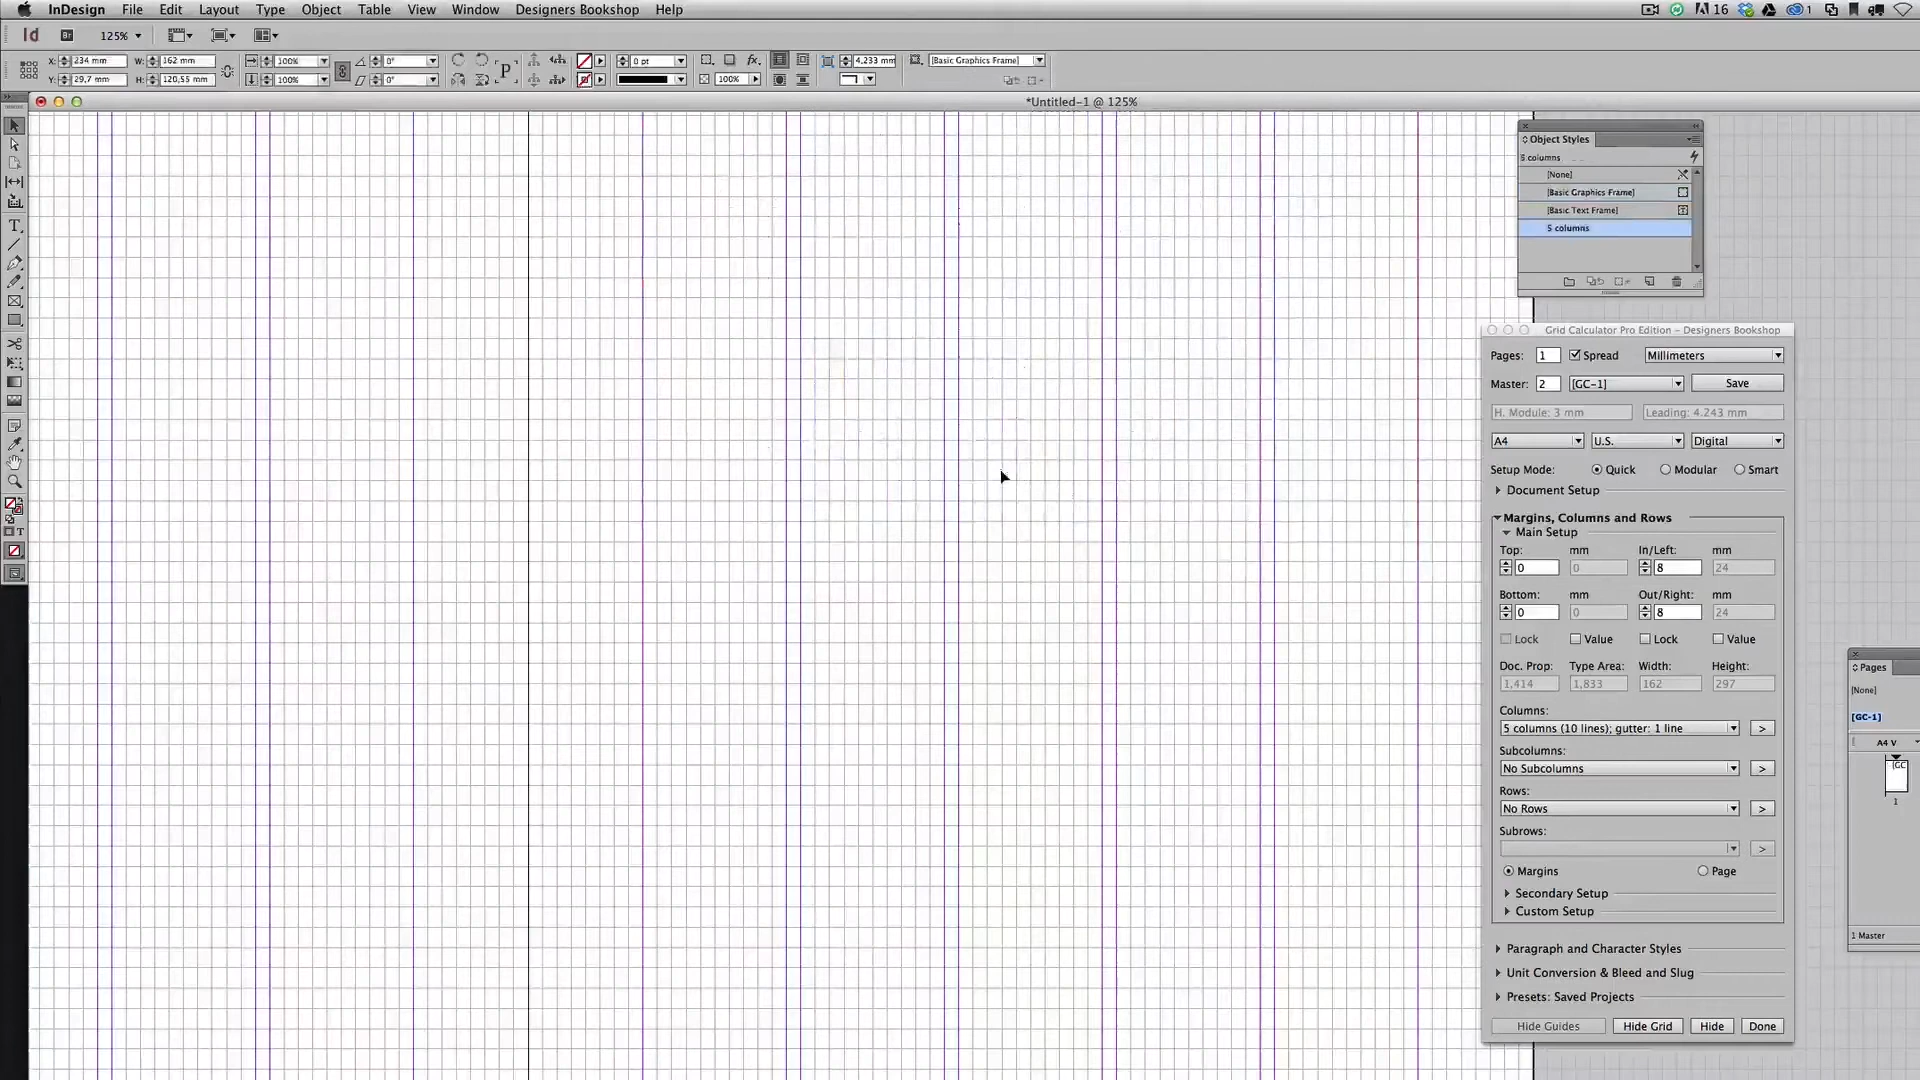 InDesign File Edit Layout Type Object Table View Window Designers Bookshop Help
16
1
Id Br 125%
X: 234 mm W: 162 mm 100% 0° P 0 pt fx. 4,233 mm [Basic Graphics Frame]
Y: 29,7 mm H: 120,55 mm 100% 0° 100%
*Untitled-1 @ 125%
Object Styles
5 columns
[None]
[Basic Graphics Frame]
[Basic Text Frame]
5 columns
Grid Calculator Pro Edition – Designers Bookshop
Pages: 1 Spread Millimeters
Master: 2 [GC-1] Save
H. Module: 3 mm Leading: 4.243 mm
A4 U.S. Digital
Setup Mode: Quick Modular Smart
Document Setup
Margins, Columns and Rows
Main Setup
Top: mm In/Left: mm
0 0 8 24
Bottom: mm Out/Right: mm
0 0 8 24
Lock Value Lock Value
Doc. Prop: Type Area: Width: Height:
1,414 1,833 162 297
Columns:
5 columns (10 lines); gutter: 1 line >
Subcolumns:
No Subcolumns >
Rows:
No Rows >
Subrows:
>
Margins Page
Secondary Setup
Custom Setup
Paragraph and Character Styles
Unit Conversion & Bleed and Slug
Presets: Saved Projects
Hide Guides Hide Grid Hide Done
Pages
[None]
[GC-1]
A4 V
[GC
1
1 Master